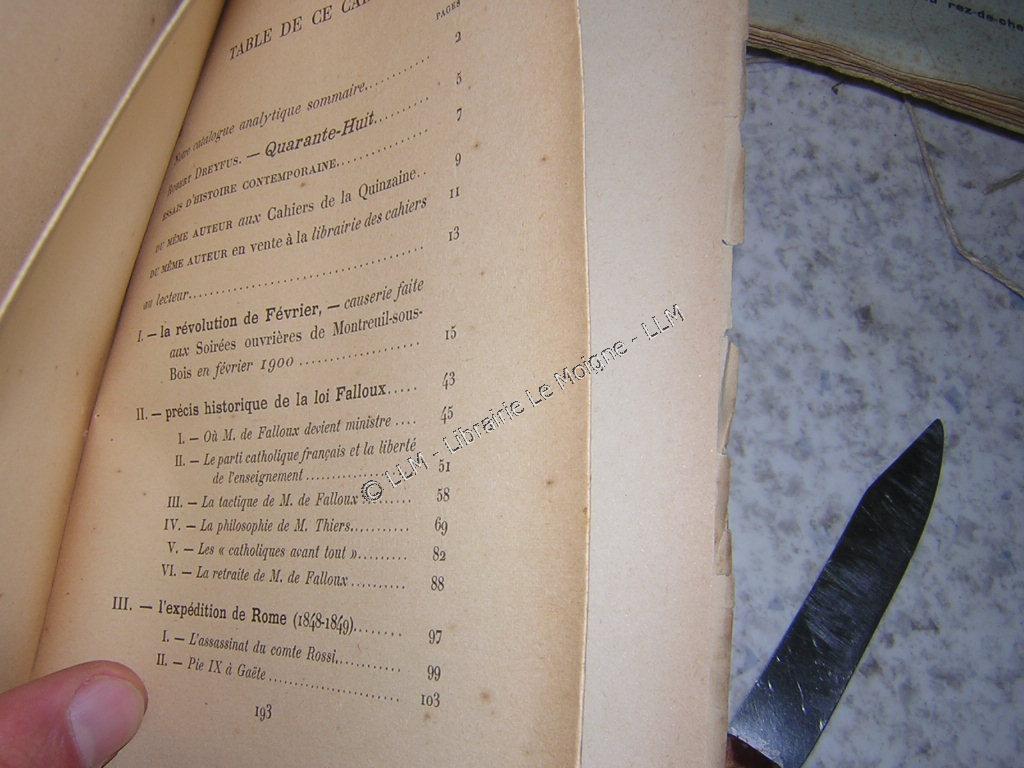 TABLE DE CE
PAGES
Notre catalogue analytique sommaire.......... 2
ROBERT DREYFUS. — Quarante-Huit........ 5
ESSAIS D'HISTOIRE CONTEMPORAINE............ 7
DU MÊME AUTEUR aux Cahiers de la Quinzaine.. 9
DU MÊME AUTEUR en vente à la librairie des cahiers 11
au lecteur.............................. 13
I. — la révolution de Février, — causerie faite
aux Soirées ouvrières de Montreuil-sous-
Bois en février 1900 ................... 15
II. — précis historique de la loi Falloux..... 43
I. — Où M. de Falloux devient ministre .... 45
II. — Le parti catholique français et la liberté
de l'enseignement ................. 51
III. — La tactique de M. de Falloux ........ 58
IV. — La philosophie de M. Thiers.......... 69
V. — Les « catholiques avant tout »......... 82
VI. — La retraite de M. de Falloux .......... 88
III. — l'expédition de Rome (1848-1849)....... 97
I. — L'assassinat du comte Rossi........... 99
II. — Pie IX à Gaëte ..................... 103
193
© LLM - Librairie Le Moigne - LLM
rez-de-che